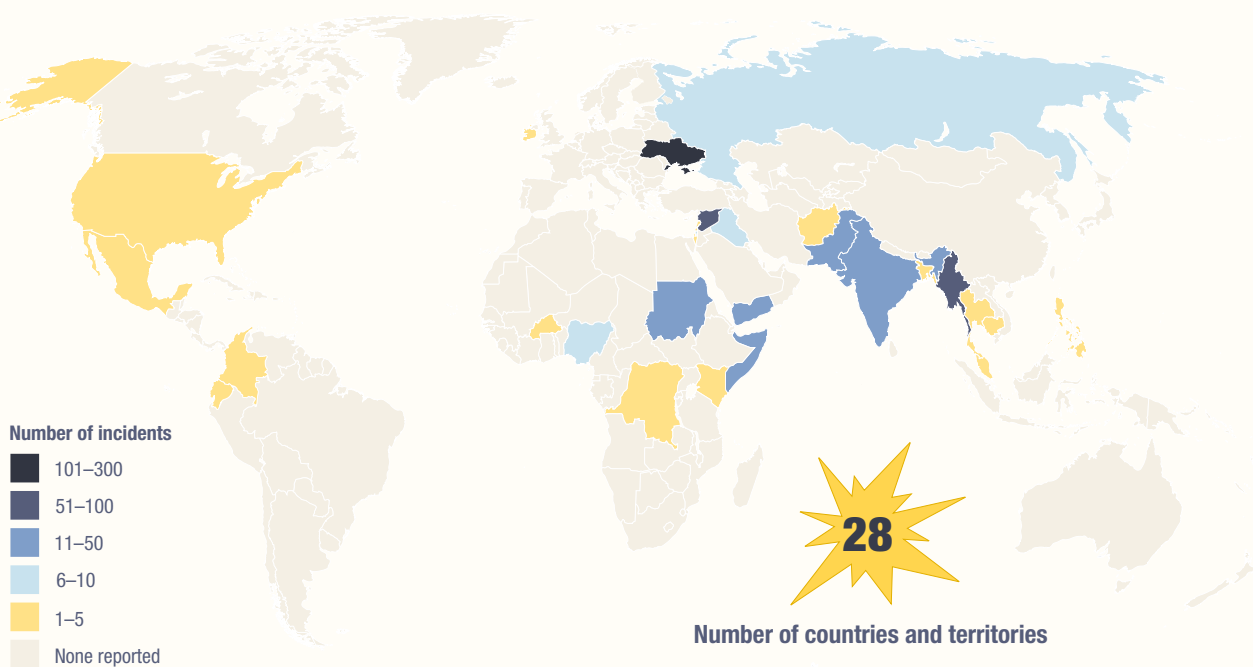 Number of incidents
101–300
51–100
11–50
6–10
1–5
None reported
28
Number of countries and territories